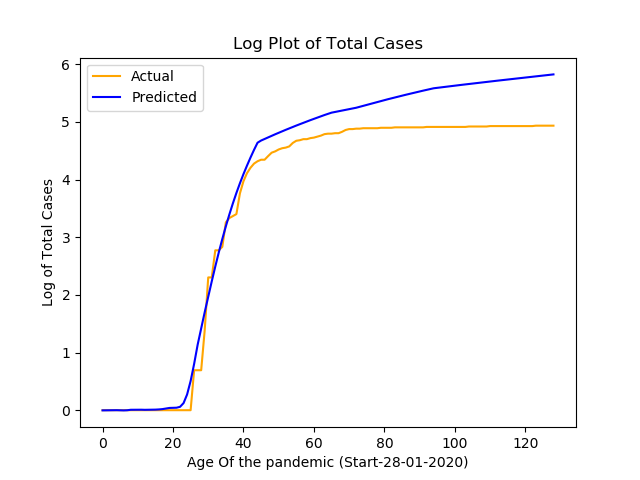 Log Plot of Total Cases
Actual
Predicted
6
5
4
3
2
1
0
Log of Total Cases
0 20 40 60 80 100 120
Age Of the pandemic (Start-28-01-2020)